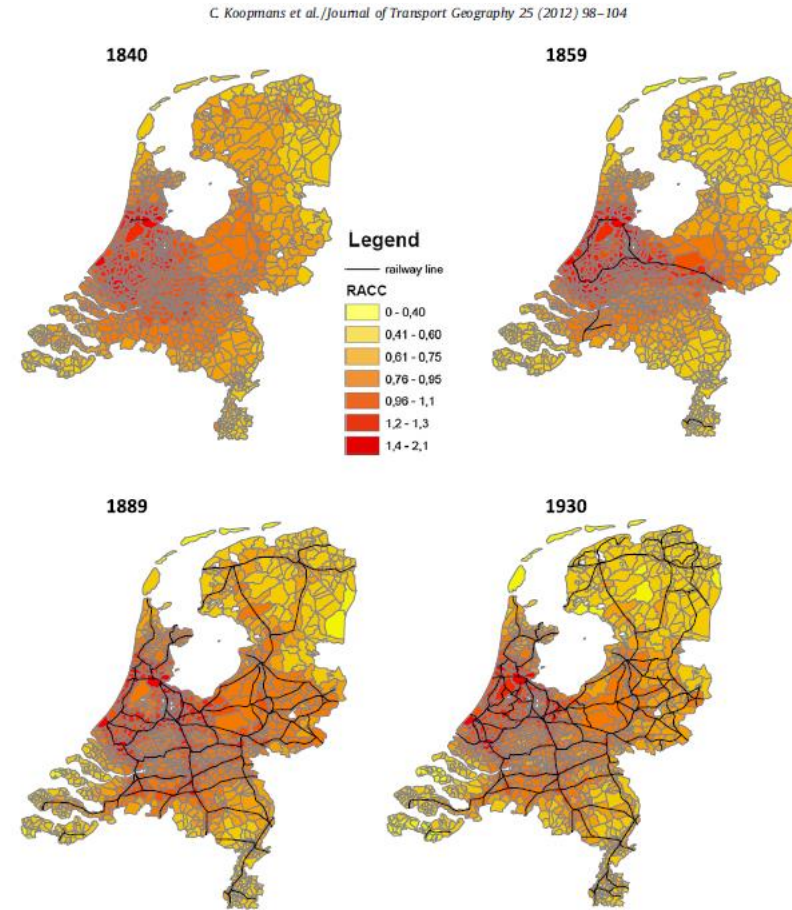 C. Koopmans et al./Journal of Transport Geography 25 (2012) 98–104
1840
1859
Legend
railway line
RACC
0 - 0,40
0,41 - 0,60
0,61 - 0,75
0,76 - 0,95
0,96 - 1,1
1,2 - 1,3
1,4 - 2,1
1889
1930